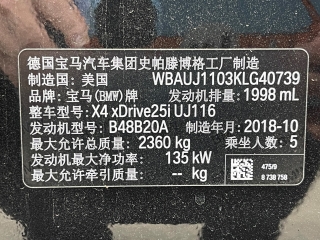 德国宝马汽车集团史帕滕博格工厂制造
制造国: 美国 WBAUJ1103KLG40739
品牌: 宝马(BMW)牌 发动机排量: 1998 mL
整车型号: X4 xDrive25i UJ116
发动机型号: B48B20A 制造年月: 2018-10
最大允许总质量: 2360 kg 乘坐人数: 5
发动机最大净功率: 135 kW
最大允许牵引质量: -- kg
475/9
8 738 758